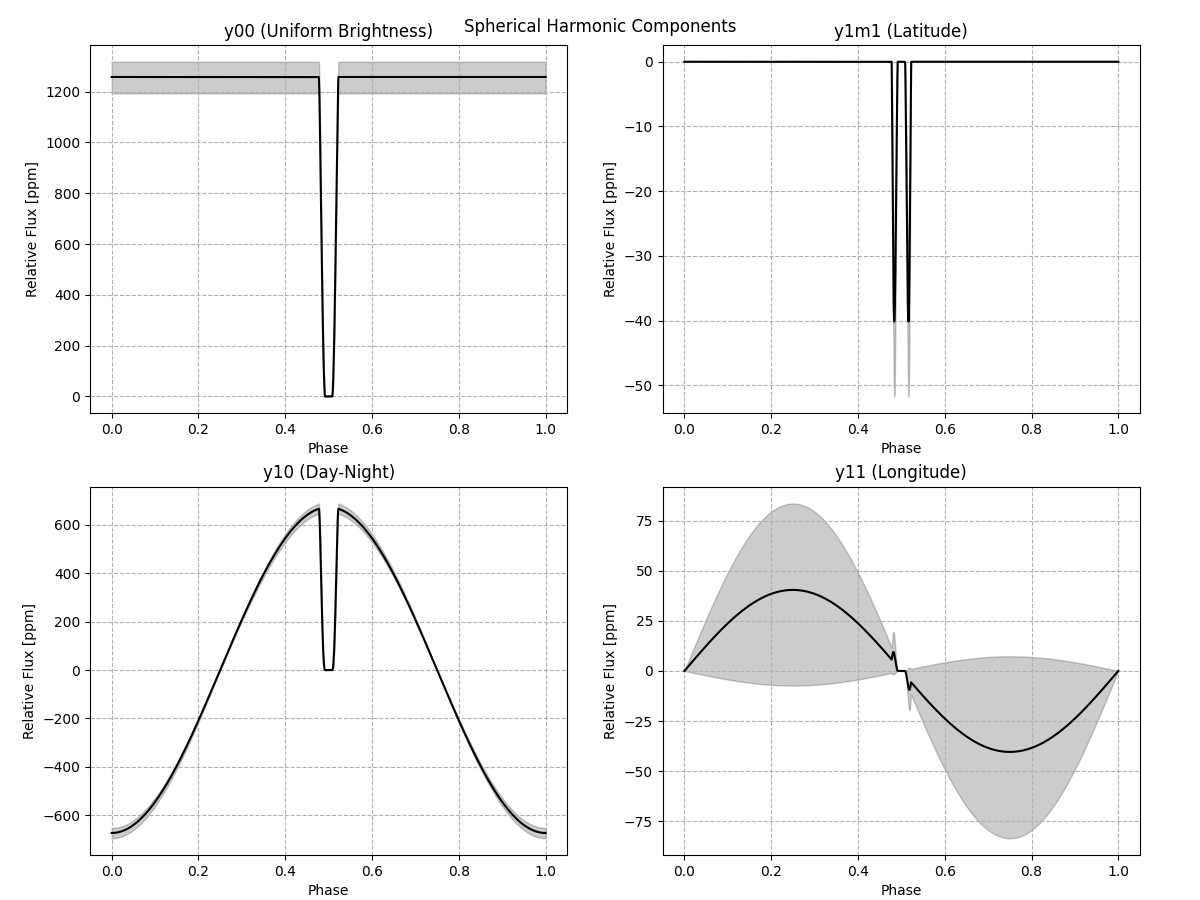 Spherical Harmonic Components
y00 (Uniform Brightness)
1200
1000
800
600
400
200
0
0.0 0.2 0.4 0.6 0.8 1.0
Phase
Relative Flux [ppm]
y1m1 (Latitude)
0
−10
−20
−30
−40
−50
0.0 0.2 0.4 0.6 0.8 1.0
Phase
Relative Flux [ppm]
y10 (Day-Night)
600
400
200
0
−200
−400
−600
0.0 0.2 0.4 0.6 0.8 1.0
Phase
Relative Flux [ppm]
y11 (Longitude)
75
50
25
0
−25
−50
−75
0.0 0.2 0.4 0.6 0.8 1.0
Phase
Relative Flux [ppm]